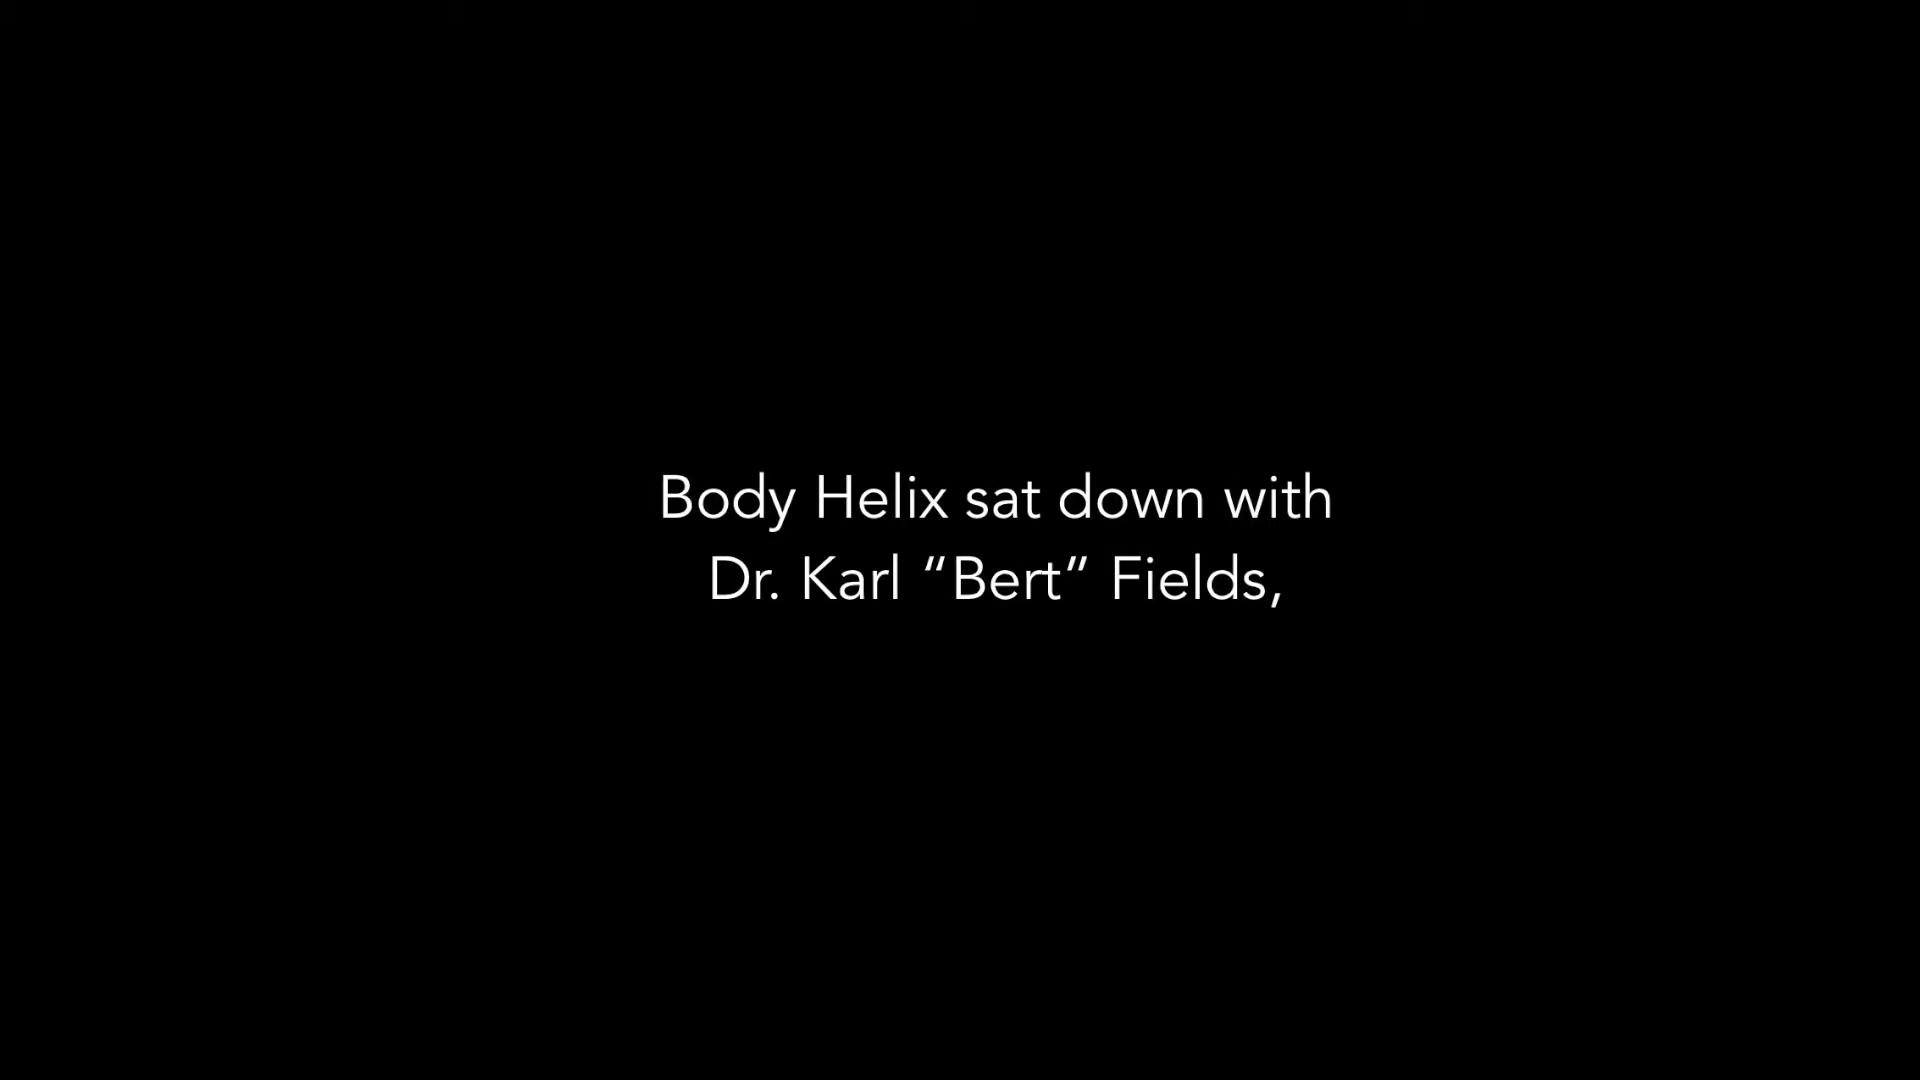 Body Helix sat down with
Dr. Karl “Bert” Fields,